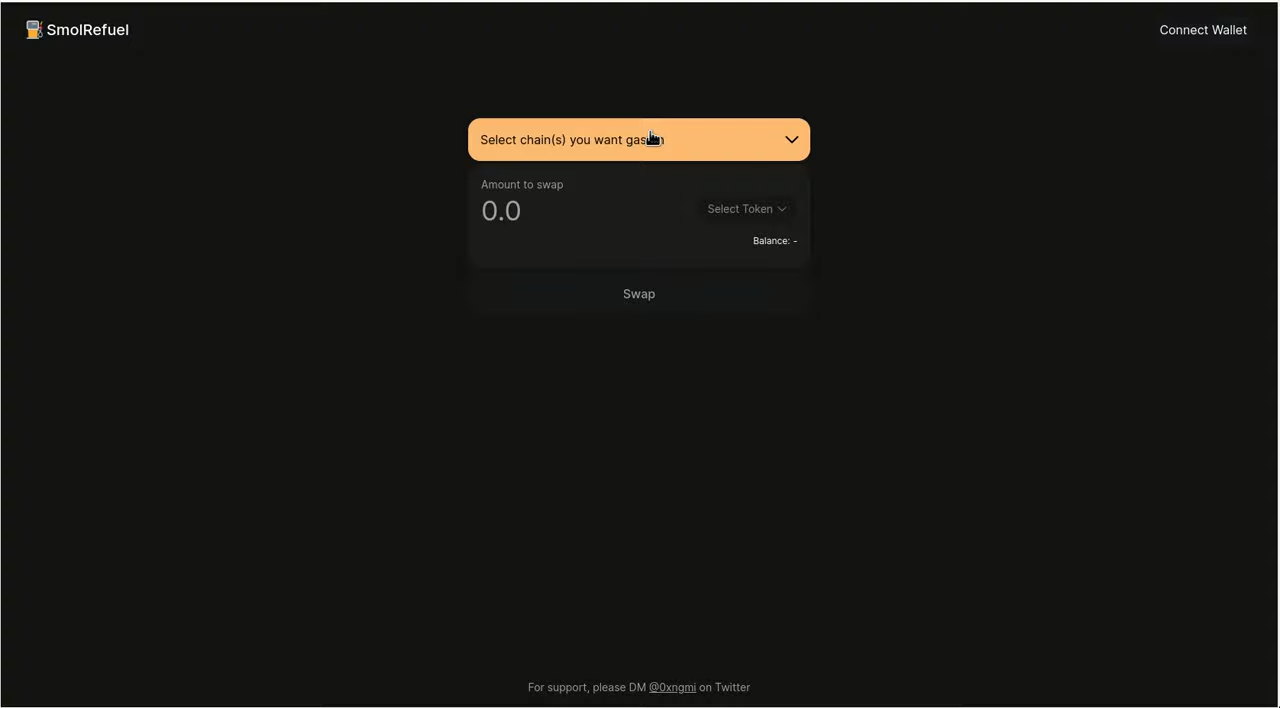 SmolRefuel
Connect Wallet
Select chain(s) you want gas
Amount to swap
0.0
Select Token
Balance: -
Swap
For support, please DM @0xngmi on Twitter